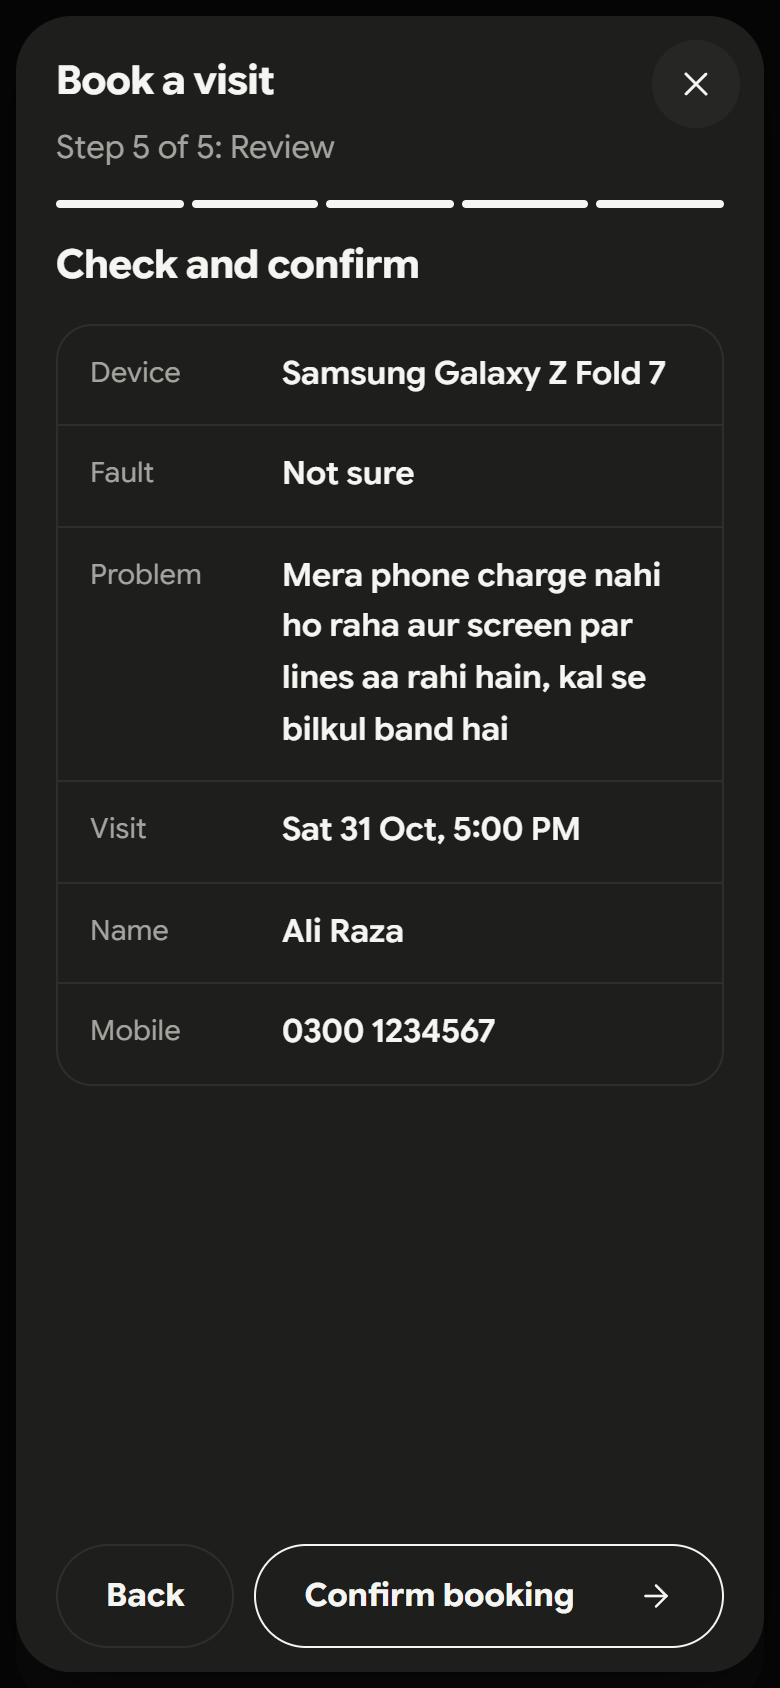 Book a visit
Step 5 of 5: Review
Check and confirm
Device Samsung Galaxy Z Fold 7
Fault Not sure
Problem Mera phone charge nahi
ho raha aur screen par
lines aa rahi hain, kal se
bilkul band hai
Visit Sat 31 Oct, 5:00 PM
Name Ali Raza
Mobile 0300 1234567
Back Confirm booking